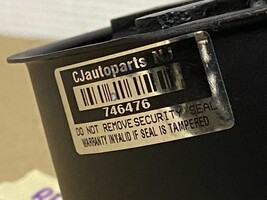 CJautoparts NJ
746476
DO NOT REMOVE SECURITY SEAL
WARRANTY INVALID IF SEAL IS TAMPERED